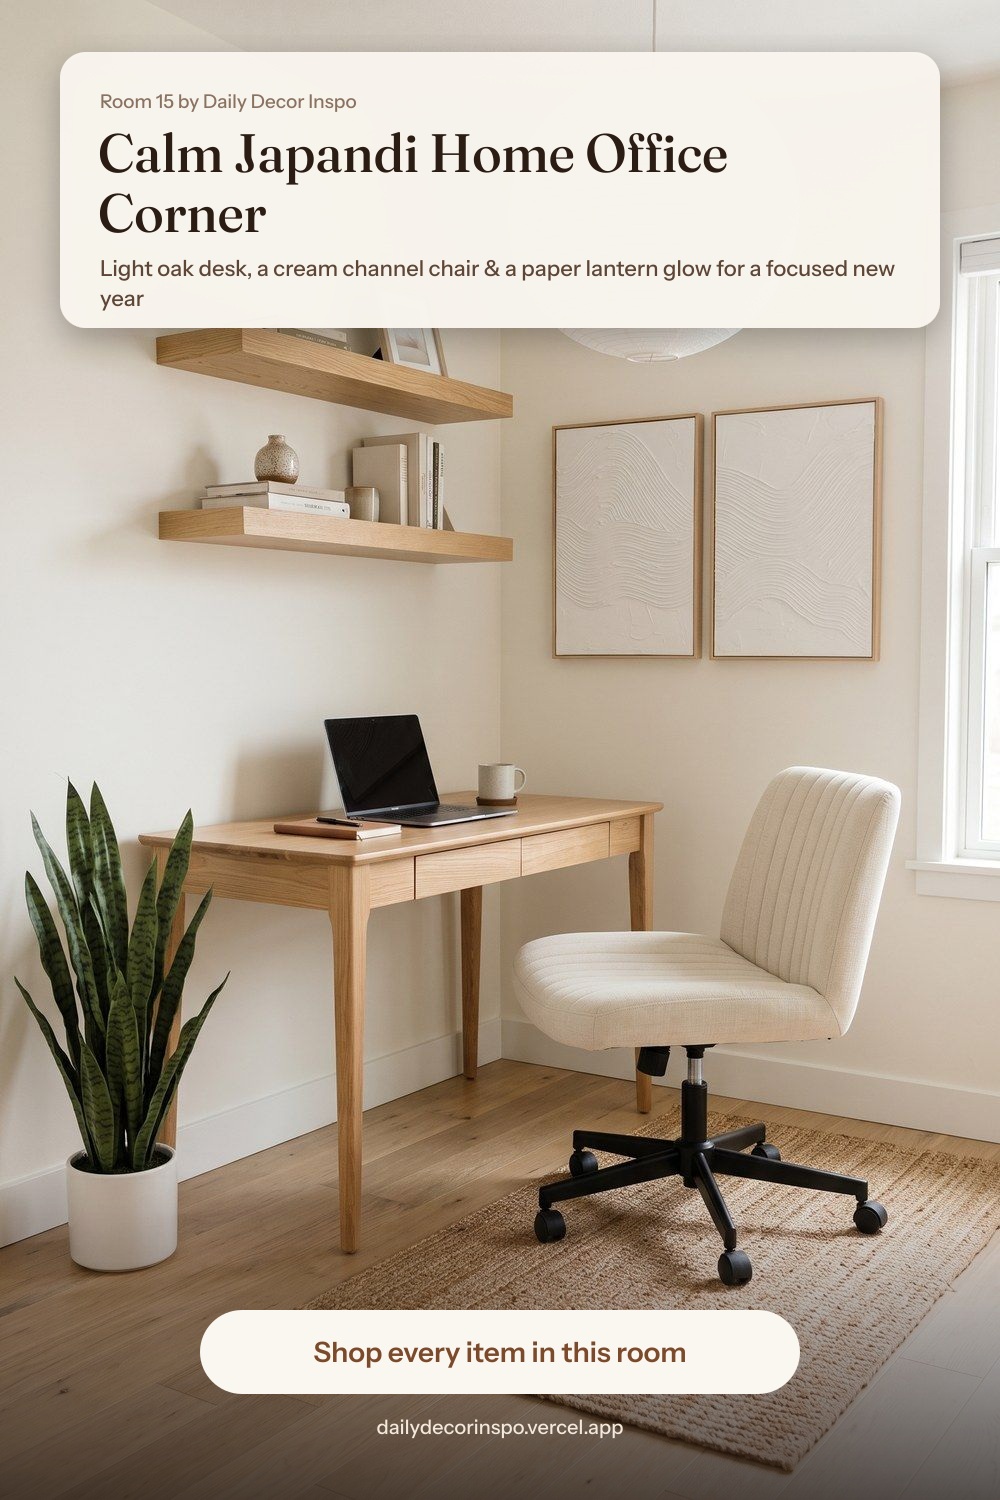 Room 15 by Daily Decor Inspo
Calm Japandi Home Office
Corner
Light oak desk, a cream channel chair & a paper lantern glow for a focused new
year
Shop every item in this room
dailydecorinspo.vercel.app